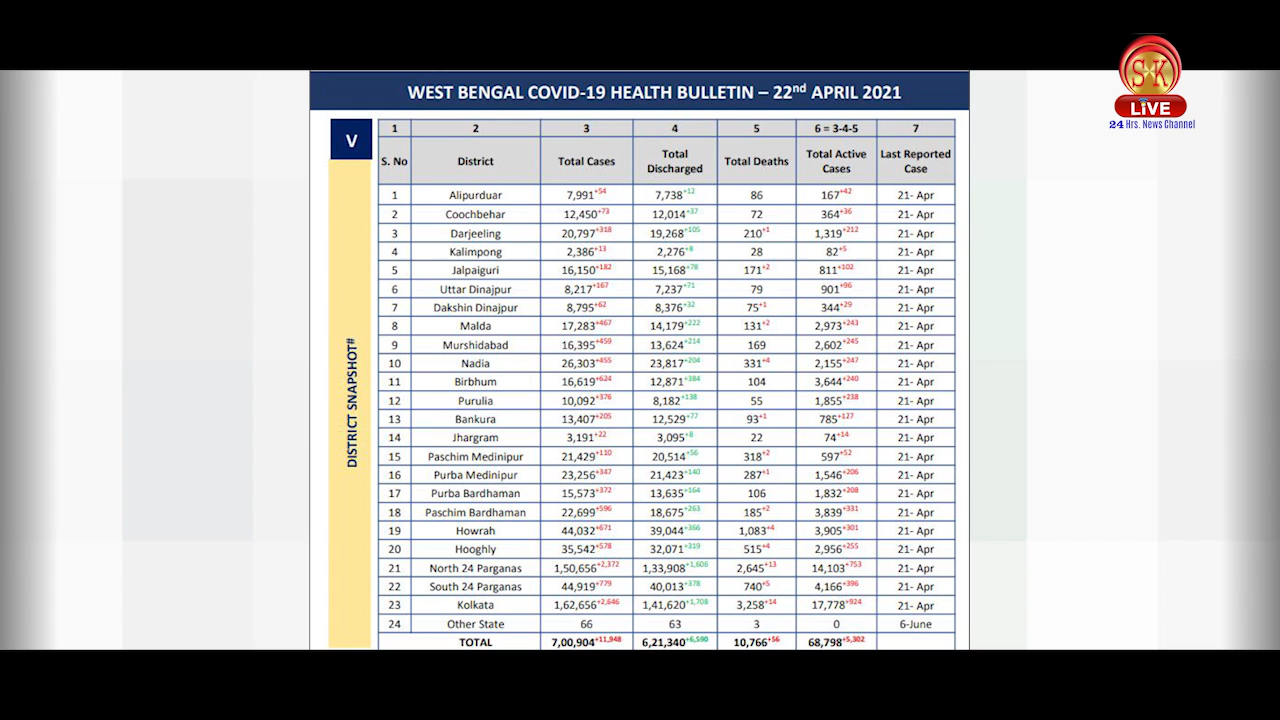 SK
LiVE
24 Hrs. News Channel
WEST BENGAL COVID-19 HEALTH BULLETIN – 22nd APRIL 2021
V
DISTRICT SNAPSHOT#
1 2 3 4 5 6 = 3-4-5 7
S. No District Total Cases Total Discharged Total Deaths Total Active Cases Last Reported Case
1 Alipurduar 7,991+54 7,738+12 86 167+42 21- Apr
2 Coochbehar 12,450+73 12,014+37 72 364+36 21- Apr
3 Darjeeling 20,797+318 19,268+105 210+1 1,319+212 21- Apr
4 Kalimpong 2,386+13 2,276+8 28 82+5 21- Apr
5 Jalpaiguri 16,150+182 15,168+78 171+2 811+102 21- Apr
6 Uttar Dinajpur 8,217+167 7,237+71 79 901+96 21- Apr
7 Dakshin Dinajpur 8,795+62 8,376+32 75+1 344+29 21- Apr
8 Malda 17,283+467 14,179+222 131+2 2,973+243 21- Apr
9 Murshidabad 16,395+459 13,624+214 169 2,602+245 21- Apr
10 Nadia 26,303+455 23,817+204 331+4 2,155+247 21- Apr
11 Birbhum 16,619+624 12,871+384 104 3,644+240 21- Apr
12 Purulia 10,092+376 8,182+138 55 1,855+238 21- Apr
13 Bankura 13,407+205 12,529+77 93+1 785+127 21- Apr
14 Jhargram 3,191+22 3,095+8 22 74+14 21- Apr
15 Paschim Medinipur 21,429+110 20,514+56 318+2 597+52 21- Apr
16 Purba Medinipur 23,256+347 21,423+140 287+1 1,546+206 21- Apr
17 Purba Bardhaman 15,573+372 13,635+164 106 1,832+208 21- Apr
18 Paschim Bardhaman 22,699+596 18,675+263 185+2 3,839+331 21- Apr
19 Howrah 44,032+671 39,044+366 1,083+4 3,905+301 21- Apr
20 Hooghly 35,542+578 32,071+319 515+4 2,956+255 21- Apr
21 North 24 Parganas 1,50,656+2,372 1,33,908+1,606 2,645+13 14,103+753 21- Apr
22 South 24 Parganas 44,919+779 40,013+378 740+5 4,166+396 21- Apr
23 Kolkata 1,62,656+2,646 1,41,620+1,708 3,258+14 17,778+924 21- Apr
24 Other State 66 63 3 0 6-June
TOTAL 7,00,904+11,948 6,21,340+6,590 10,766+56 68,798+5,302